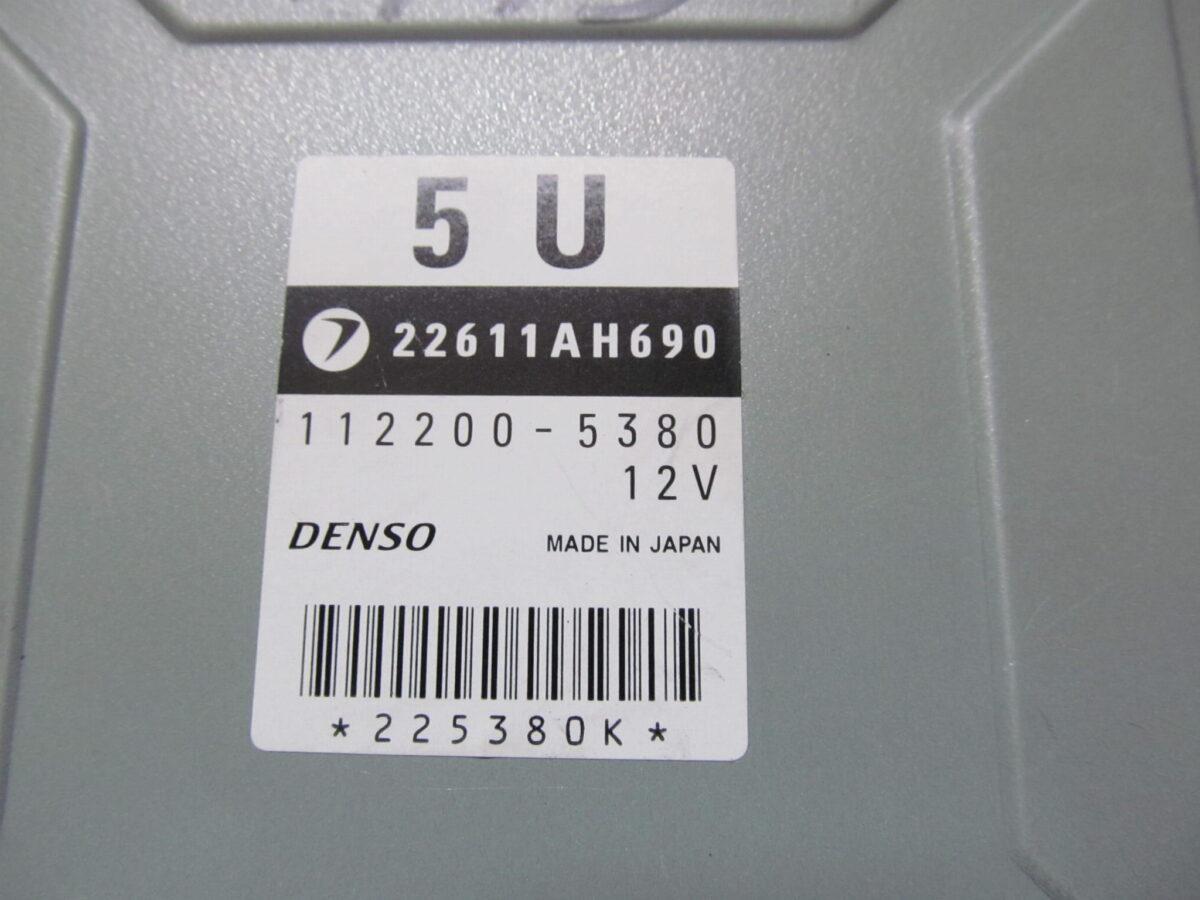 5 U
22611AH690
112200-5380
12V
DENSO MADE IN JAPAN
*225380K*